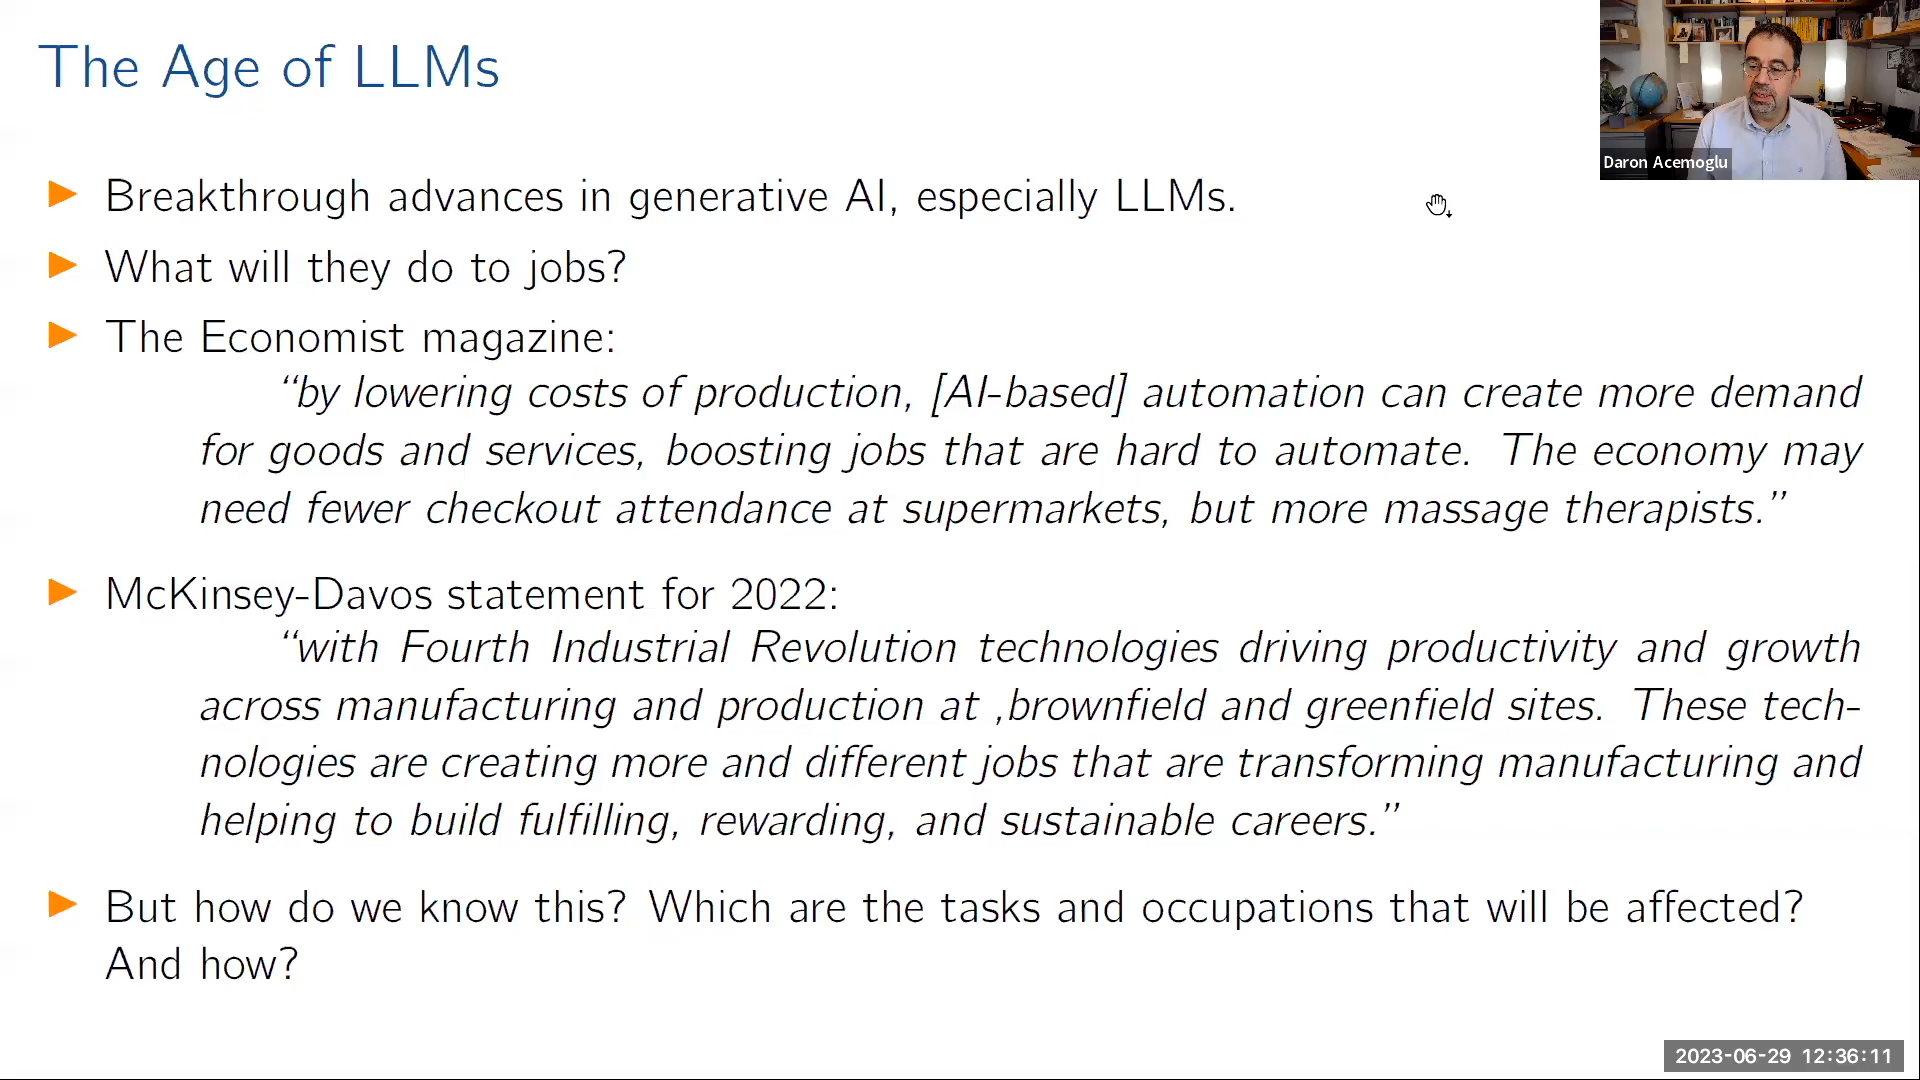 The Age of LLMs
Daron Acemoglu
Breakthrough advances in generative AI, especially LLMs.
What will they do to jobs?
The Economist magazine:
“by lowering costs of production, [AI-based] automation can create more demand
for goods and services, boosting jobs that are hard to automate. The economy may
need fewer checkout attendance at supermarkets, but more massage therapists.”
McKinsey-Davos statement for 2022:
“with Fourth Industrial Revolution technologies driving productivity and growth
across manufacturing and production at ,brownfield and greenfield sites. These tech-
nologies are creating more and different jobs that are transforming manufacturing and
helping to build fulfilling, rewarding, and sustainable careers.”
But how do we know this? Which are the tasks and occupations that will be affected?
And how?
2023-06-29 12:36:11